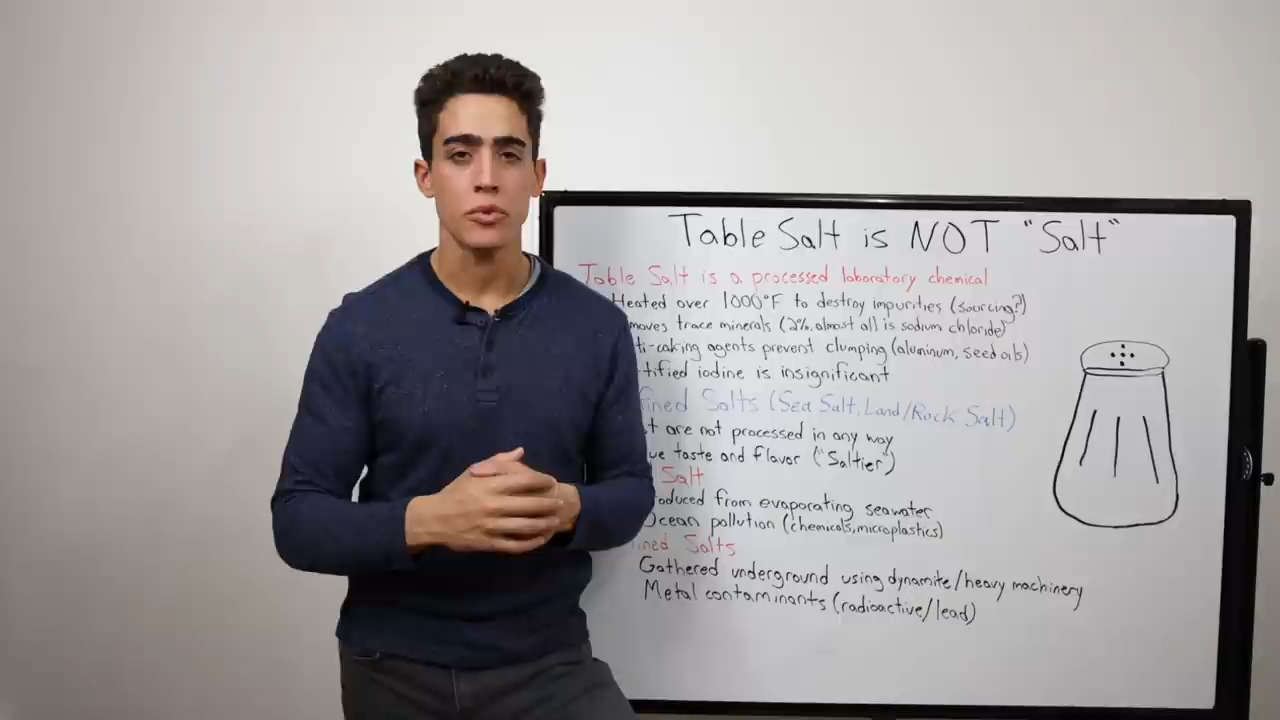 Table Salt is NOT "Salt"
Table Salt is a processed laboratory chemical
Heated over 1000°F to destroy impurities (sourcing?)
moves trace minerals (2%, almost all is sodium chloride)
ti-caking agents prevent clumping (aluminum, seed oils)
tified iodine is insignificant
fined Salts (Sea Salt, Land/Rock Salt)
t are not processed in any way
ue taste and flavor ("Saltier")
Salt
oduced from evaporating seawater
Ocean pollution (chemicals, microplastics)
ined Salts
Gathered underground using dynamite/heavy machinery
Metal contaminants (radioactive/lead)